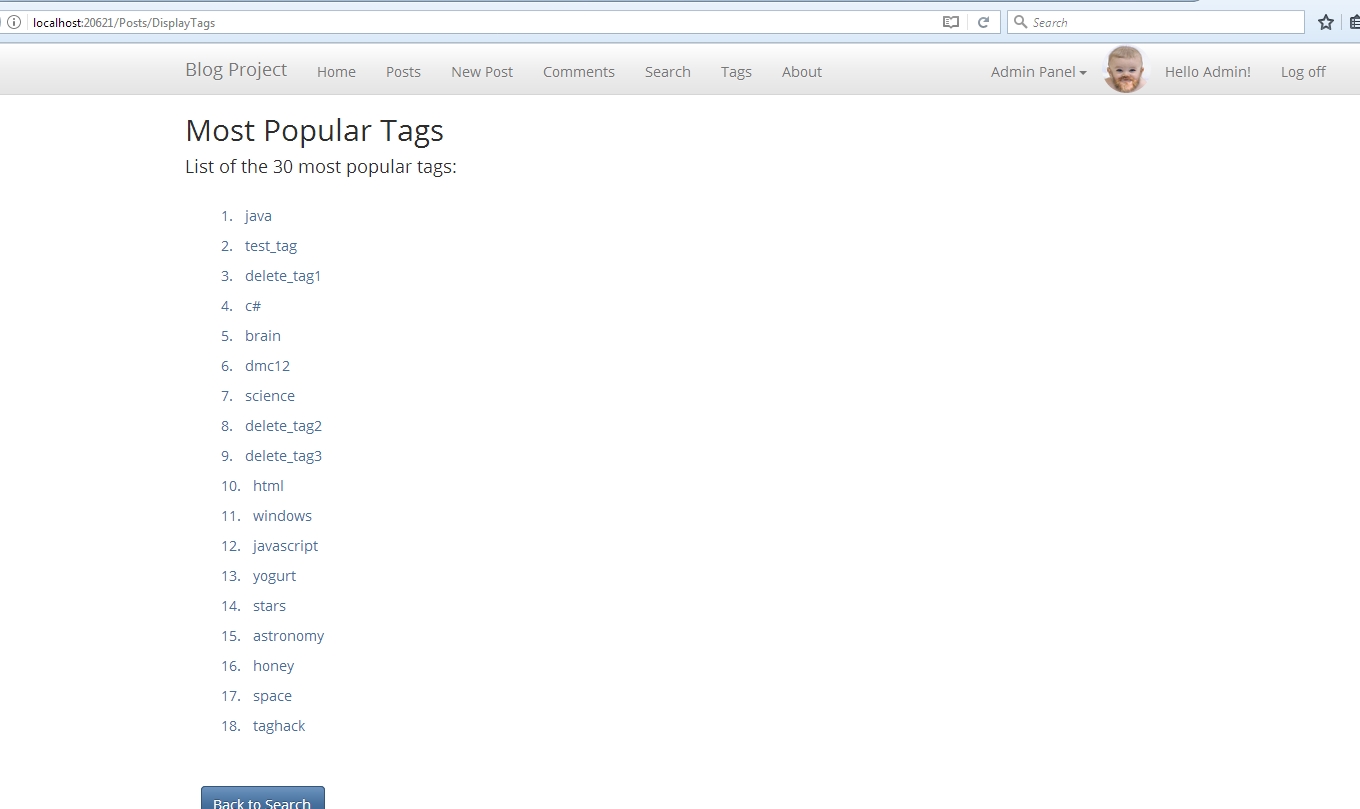 localhost:20621/Posts/DisplayTags Search
Blog Project Home Posts New Post Comments Search Tags About Admin Panel Hello Admin! Log off
Most Popular Tags
List of the 30 most popular tags:
1. java
2. test_tag
3. delete_tag1
4. c#
5. brain
6. dmc12
7. science
8. delete_tag2
9. delete_tag3
10. html
11. windows
12. javascript
13. yogurt
14. stars
15. astronomy
16. honey
17. space
18. taghack
Back to Search